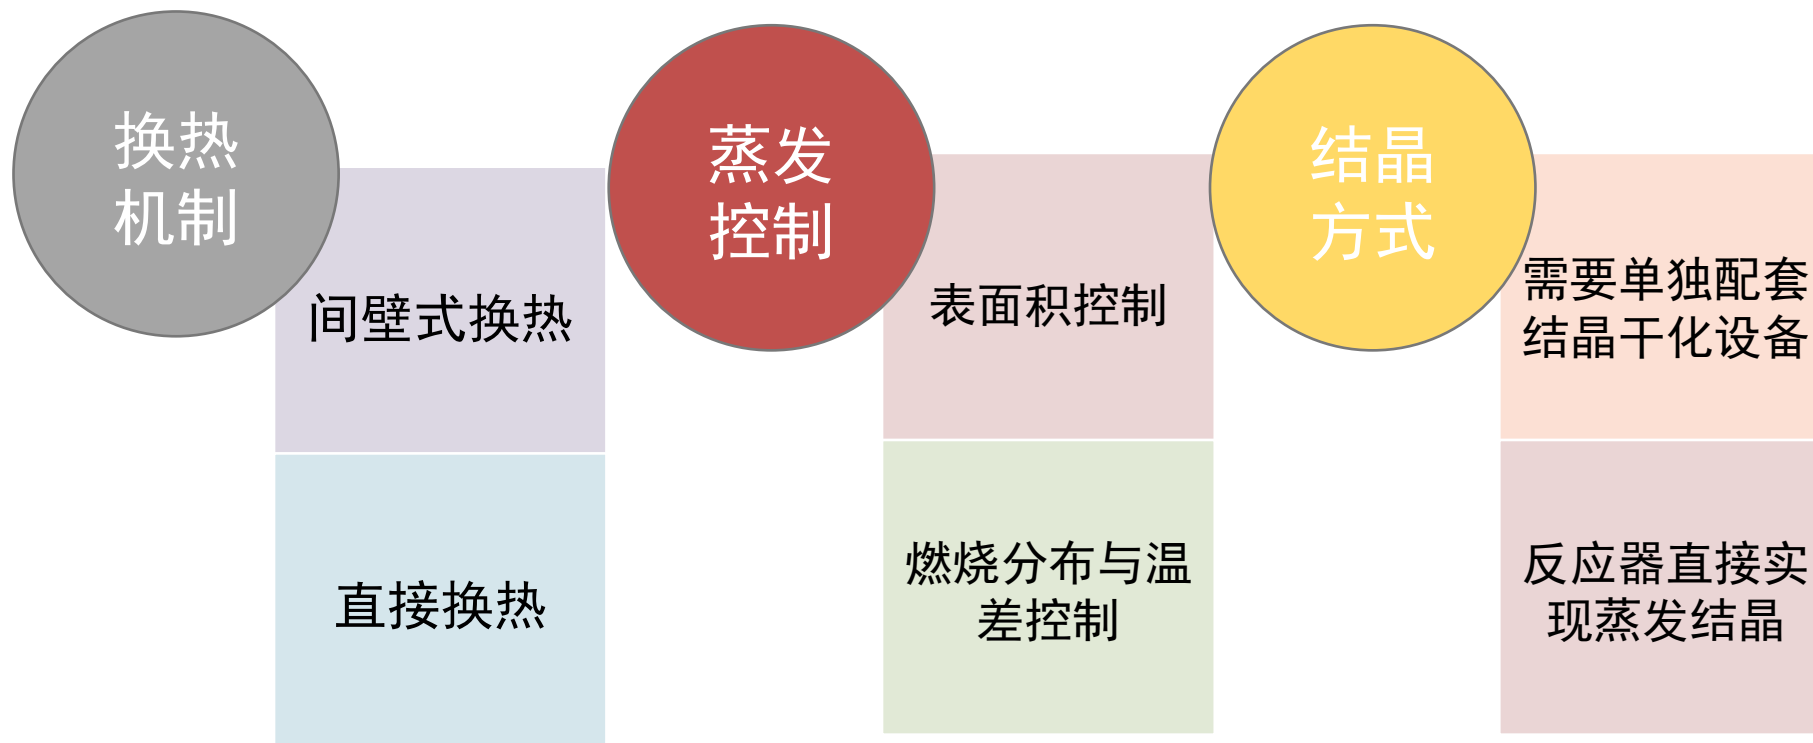 换热
机制
间壁式换热
直接换热
蒸发
控制
表面积控制
燃烧分布与温
差控制
结晶
方式
需要单独配套
结晶干化设备
反应器直接实
现蒸发结晶